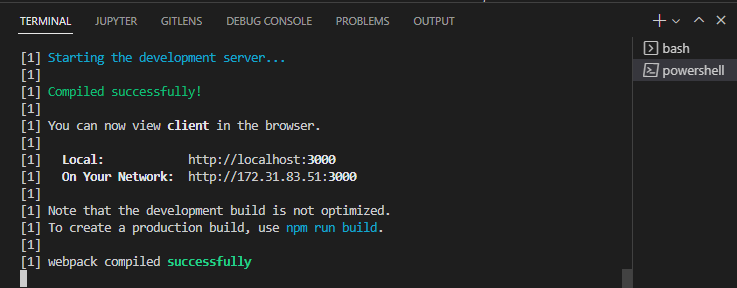 TERMINAL JUPYTER GITLENS DEBUG CONSOLE PROBLEMS OUTPUT
[1] Starting the development server...
[1]
[1] Compiled successfully!
[1]
[1] You can now view client in the browser.
[1]
[1]   Local:            http://localhost:3000
[1]   On Your Network:  http://172.31.83.51:3000
[1]
[1] Note that the development build is not optimized.
[1] To create a production build, use npm run build.
[1]
[1] webpack compiled successfully
bash
powershell